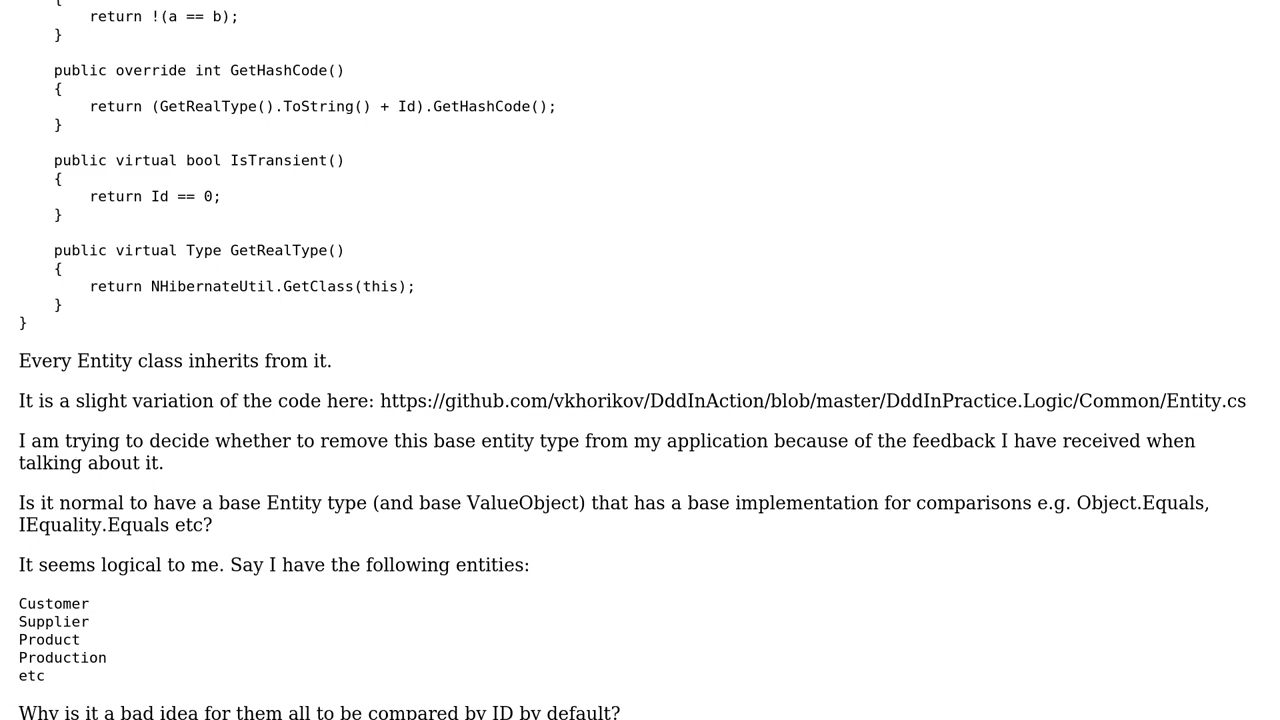 {
return !(a == b);
}
public override int GetHashCode()
{
return (GetRealType().ToString() + Id).GetHashCode();
}
public virtual bool IsTransient()
{
return Id == 0;
}
public virtual Type GetRealType()
{
return NHibernateUtil.GetClass(this);
}
}
Every Entity class inherits from it.
It is a slight variation of the code here: https://github.com/vkhorikov/DddInAction/blob/master/DddInPractice.Logic/Common/Entity.cs
I am trying to decide whether to remove this base entity type from my application because of the feedback I have received when
talking about it.
Is it normal to have a base Entity type (and base ValueObject) that has a base implementation for comparisons e.g. Object.Equals,
IEquality.Equals etc?
It seems logical to me. Say I have the following entities:
Customer
Supplier
Product
Production
etc
Why is it a bad idea for them all to be compared by ID by default?